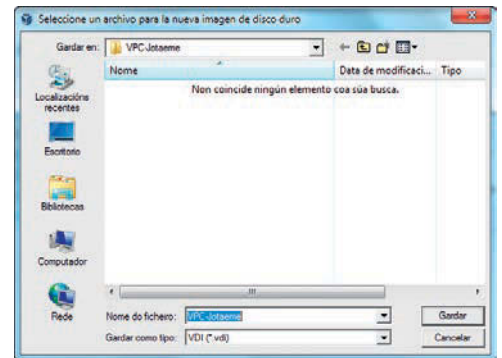 Seleccione un archivo para la nueva imagen de disco duro
Gardar en:
VPC-Jotaeme
Nome
Data de modificaci...
Tipo
Non coincide ningún elemento coa súa busca.
Localizacións
recentes
Escritorio
Bibliotecas
Computador
Rede
Nome do ficheiro:
VPC-Jotaeme
Gardar
Gardar como tipo:
VDI (*.vdi)
Cancelar